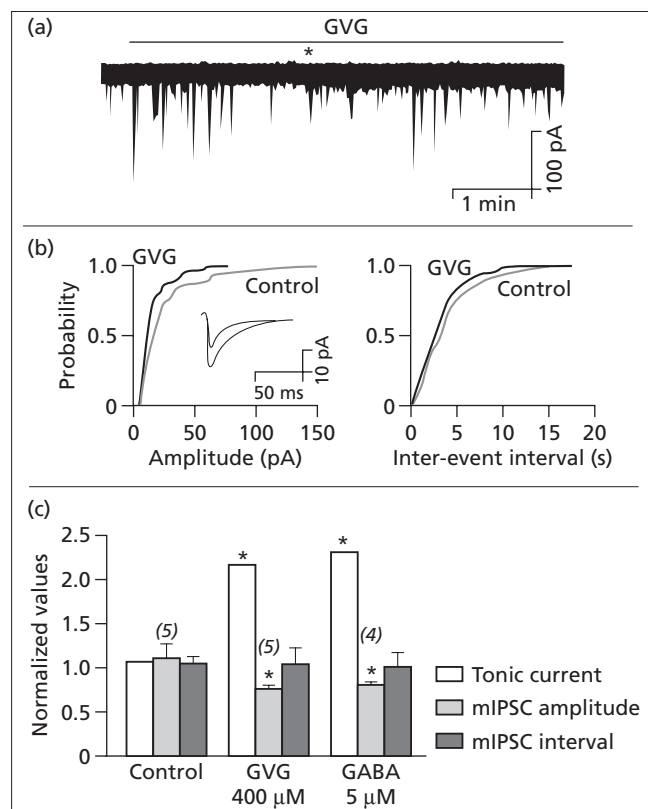 (a)
GVG
*
100 pA
1 min
(b)
GVG
Control
Probability
1.0
0.5
0
50 ms
10 pA
0 50 100 150
Amplitude (pA)
GVG
Control
1.0
0.5
0
0 5 10 15 20
Inter-event interval (s)
(c)
Normalized values
2.5
2.0
1.5
1.0
0.5
0
(5)
*
(5)
*
*
(4)
*
Control
GVG
400 μM
GABA
5 μM
Tonic current
mIPSC amplitude
mIPSC interval